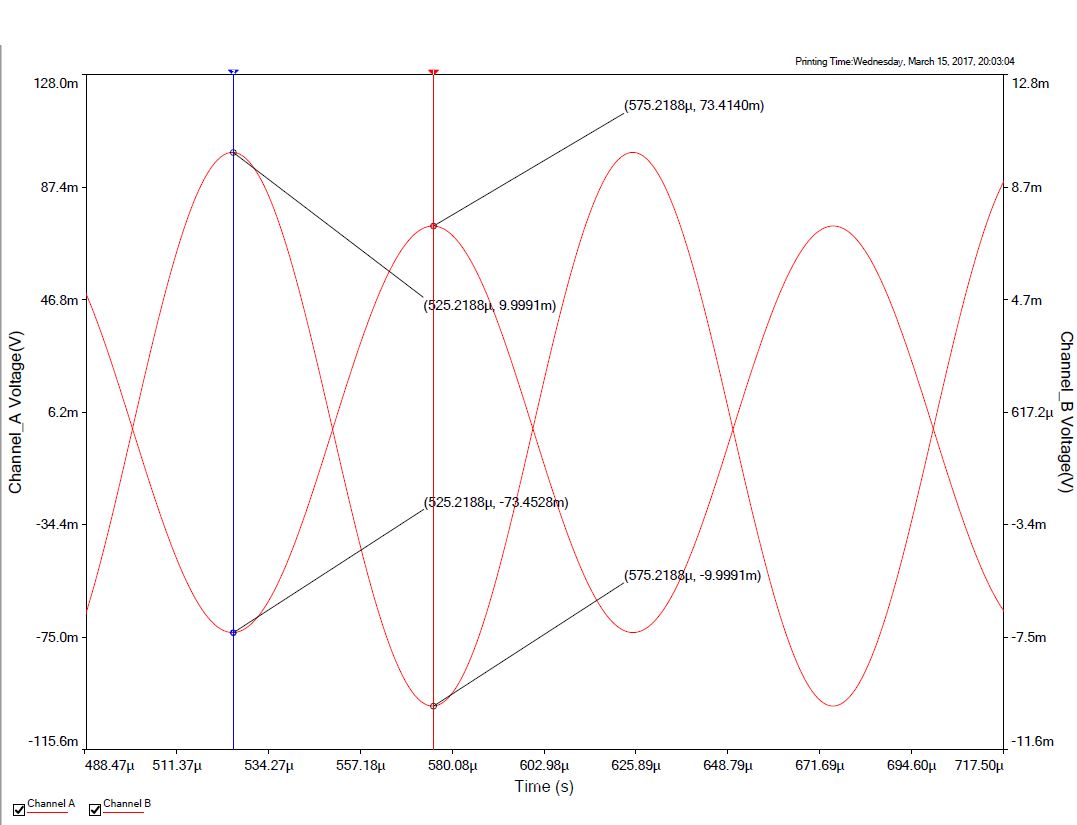 Printing Time:Wednesday, March 15, 2017, 20:03:04
128.0m
12.8m
(575.2188µ, 73.4140m)
87.4m
8.7m
46.8m
(525.2188µ, 9.9991m)
4.7m
Channel_A Voltage(V)
Channel_B Voltage(V)
6.2m
617.2µ
(525.2188µ, -73.4528m)
-34.4m
-3.4m
(575.2188µ, -9.9991m)
-75.0m
-7.5m
-115.6m
-11.6m
488.47µ 511.37µ 534.27µ 557.18µ 580.08µ 602.98µ 625.89µ 648.79µ 671.69µ 694.60µ 717.50µ
Time (s)
Channel A Channel B